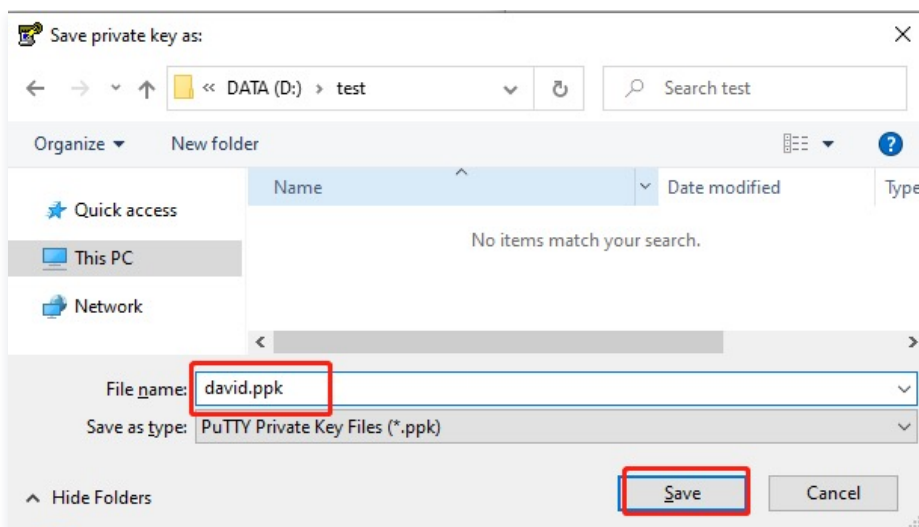 Save private key as:
« DATA (D:) › test
Search test
Organize
New folder
Name
Date modified
Type
Quick access
This PC
Network
No items match your search.
File name: david.ppk
Save as type: PuTTY Private Key Files (*.ppk)
Hide Folders
Save
Cancel